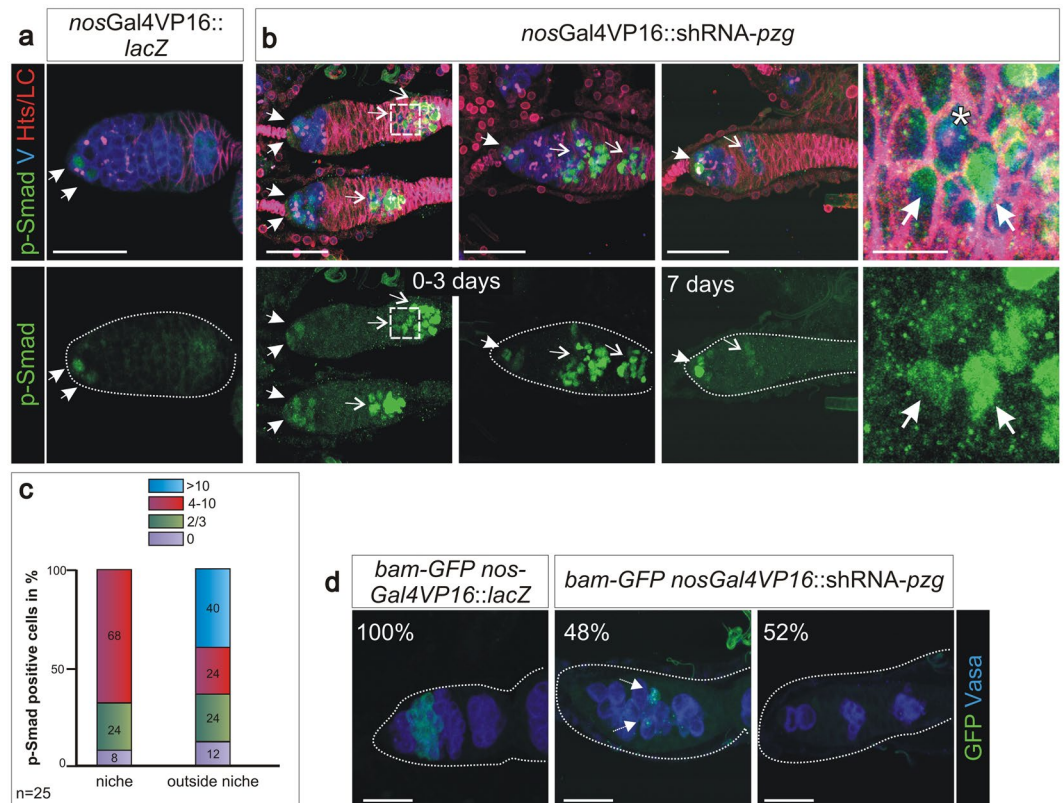 a
nosGal4VP16::
lacZ
b
nosGal4VP16::shRNA-pzg
p-Smad V Hts/LC
*
p-Smad
0-3 days
7 days
c
>10
4-10
2/3
0
p-Smad positive cells in %
100
50
0
68
24
8
40
24
24
12
niche
outside niche
n=25
d
bam-GFP nos-
Gal4VP16::lacZ
bam-GFP nosGal4VP16::shRNA-pzg
100%
48%
52%
GFP Vasa